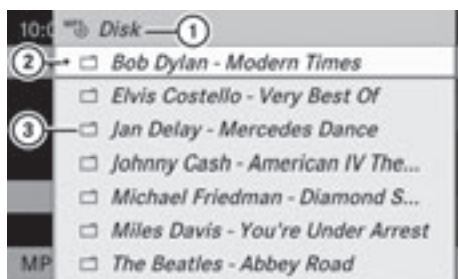 10:0 Disk 1
2 Bob Dylan - Modern Times
Elvis Costello - Very Best Of
3 Jan Delay - Mercedes Dance
Johnny Cash - American IV The...
Michael Friedman - Diamond S...
Miles Davis - You're Under Arrest
MP The Beatles - Abbey Road